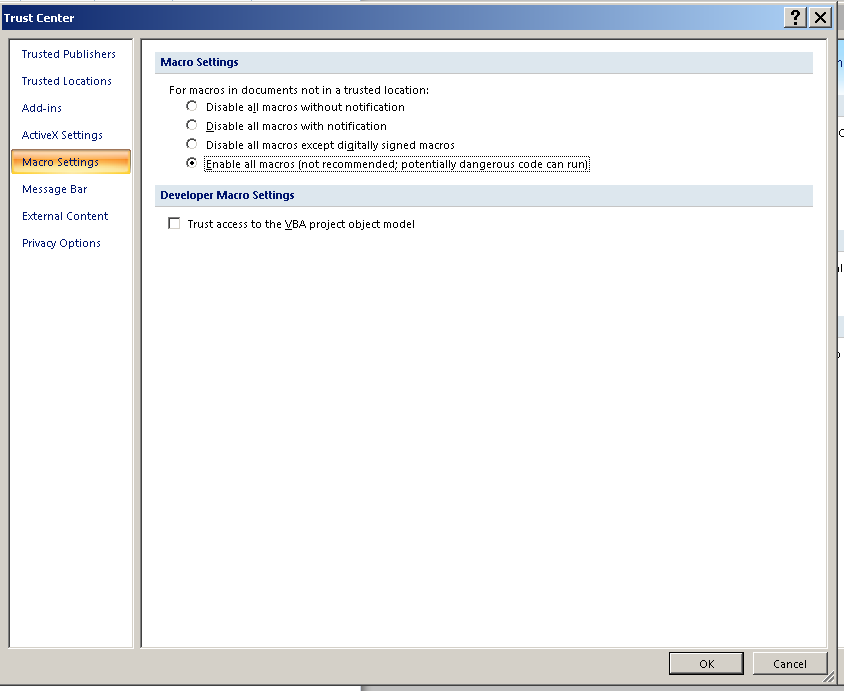 Trust Center
Trusted Publishers
Trusted Locations
Add-ins
ActiveX Settings
Macro Settings
Message Bar
External Content
Privacy Options
Macro Settings
For macros in documents not in a trusted location:
Disable all macros without notification
Disable all macros with notification
Disable all macros except digitally signed macros
Enable all macros (not recommended; potentially dangerous code can run)
Developer Macro Settings
Trust access to the VBA project object model
OK
Cancel